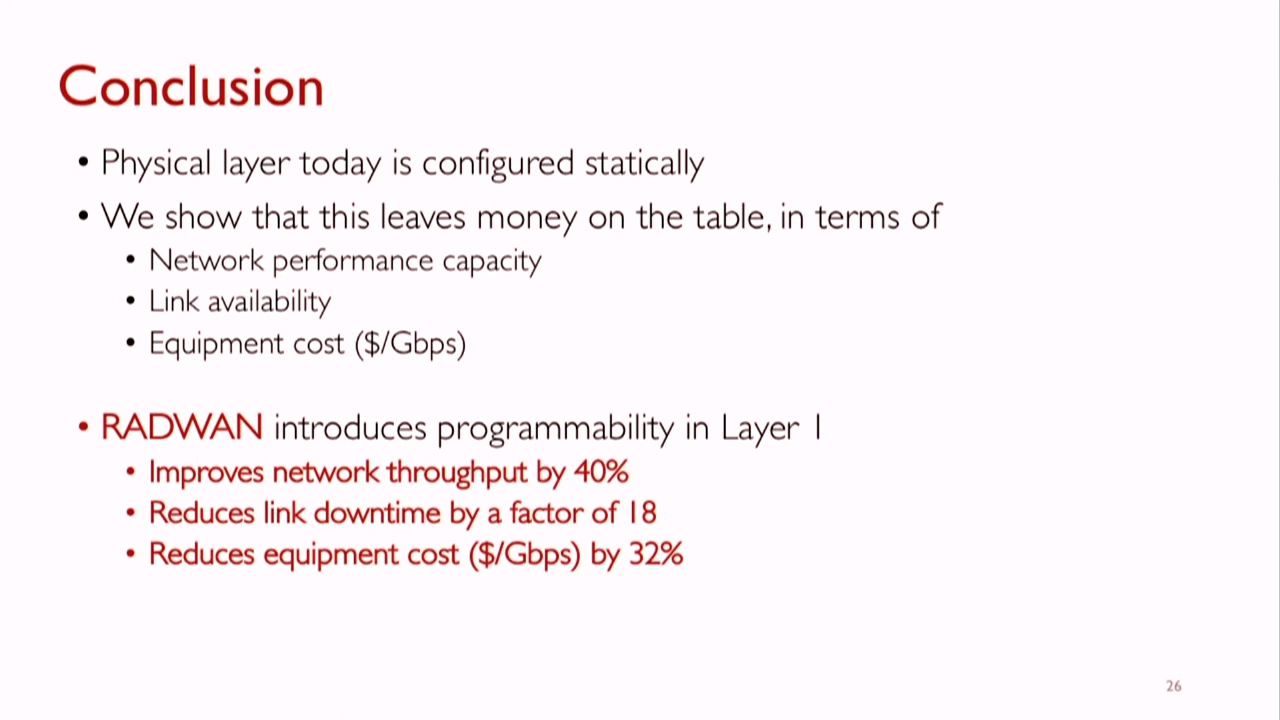 Conclusion
• Physical layer today is configured statically
• We show that this leaves money on the table, in terms of
• Network performance capacity
• Link availability
• Equipment cost ($/Gbps)
• RADWAN introduces programmability in Layer 1
• Improves network throughput by 40%
• Reduces link downtime by a factor of 18
• Reduces equipment cost ($/Gbps) by 32%
26